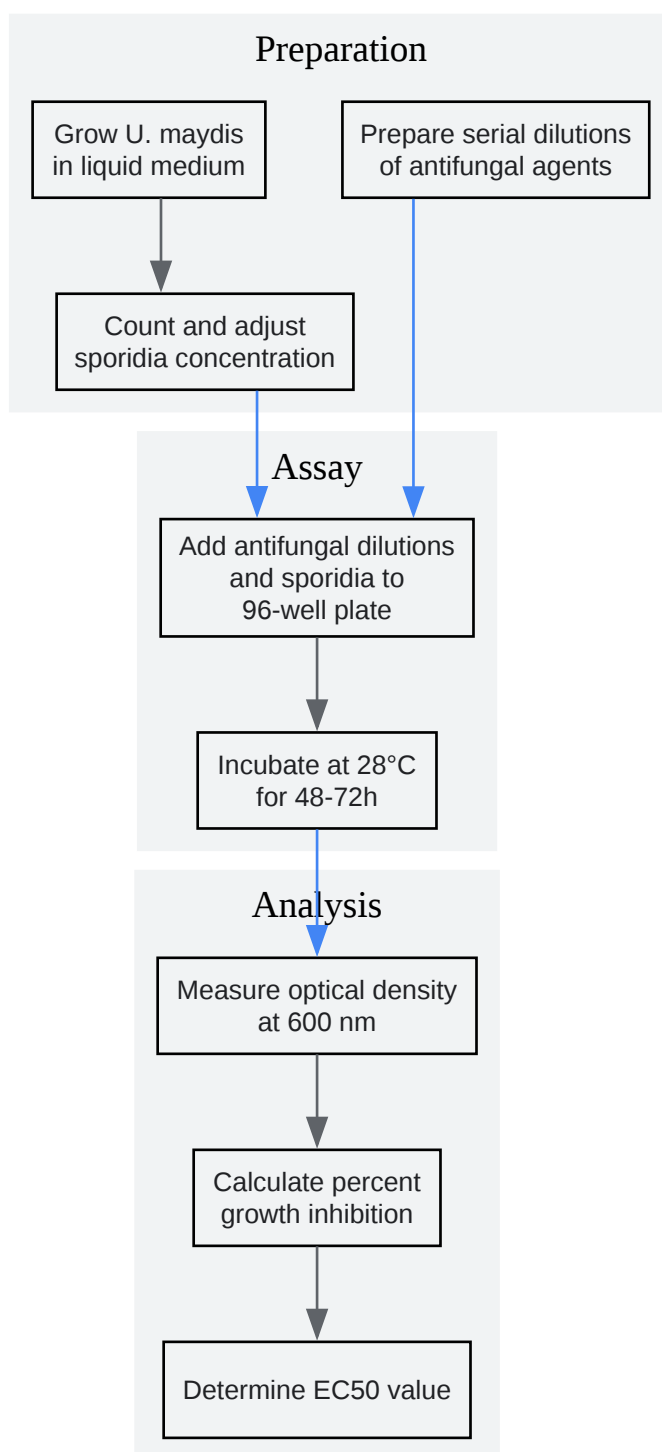 Preparation
Grow U. maydis
in liquid medium
Prepare serial dilutions
of antifungal agents
Count and adjust
sporidia concentration
Assay
Add antifungal dilutions
and sporidia to
96-well plate
Incubate at 28°C
for 48-72h
Analysis
Measure optical density
at 600 nm
Calculate percent
growth inhibition
Determine EC50 value